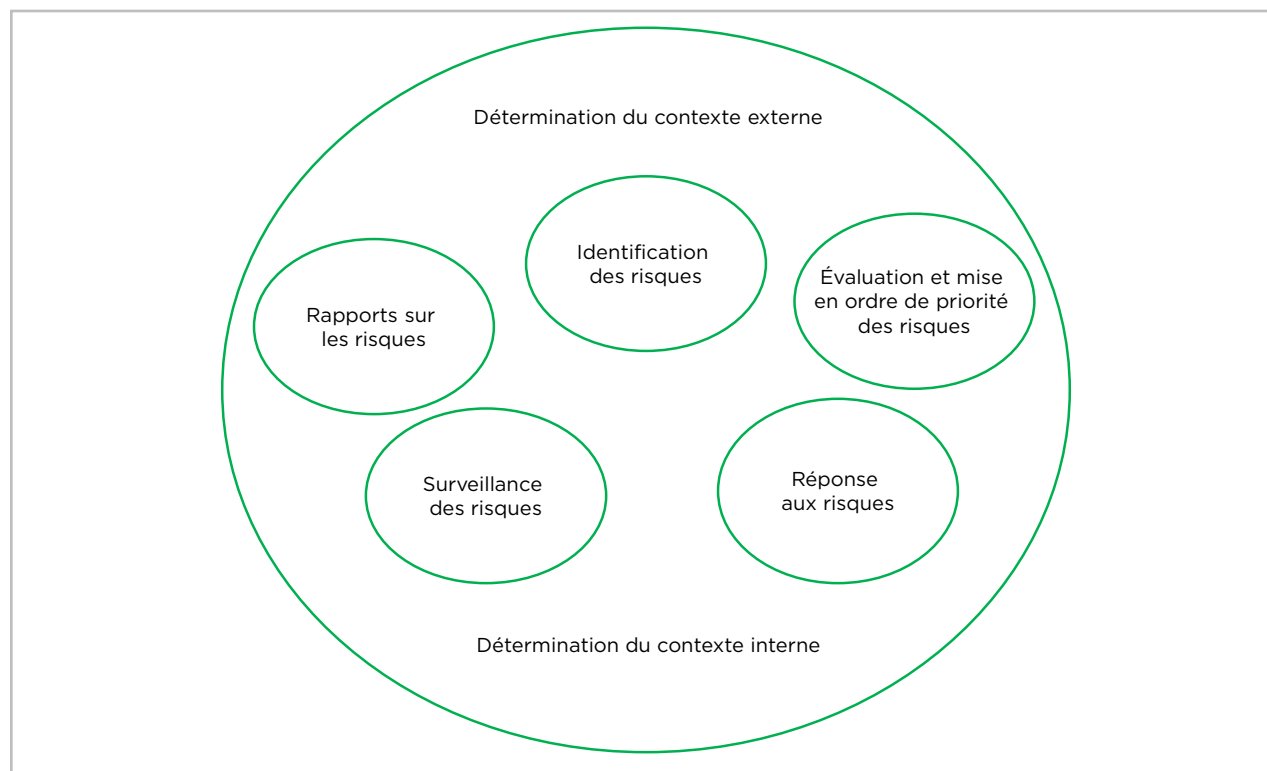 Détermination du contexte externe
Identification
des risques
Évaluation et mise
en ordre de priorité
des risques
Rapports sur
les risques
Surveillance
des risques
Réponse
aux risques
Détermination du contexte interne